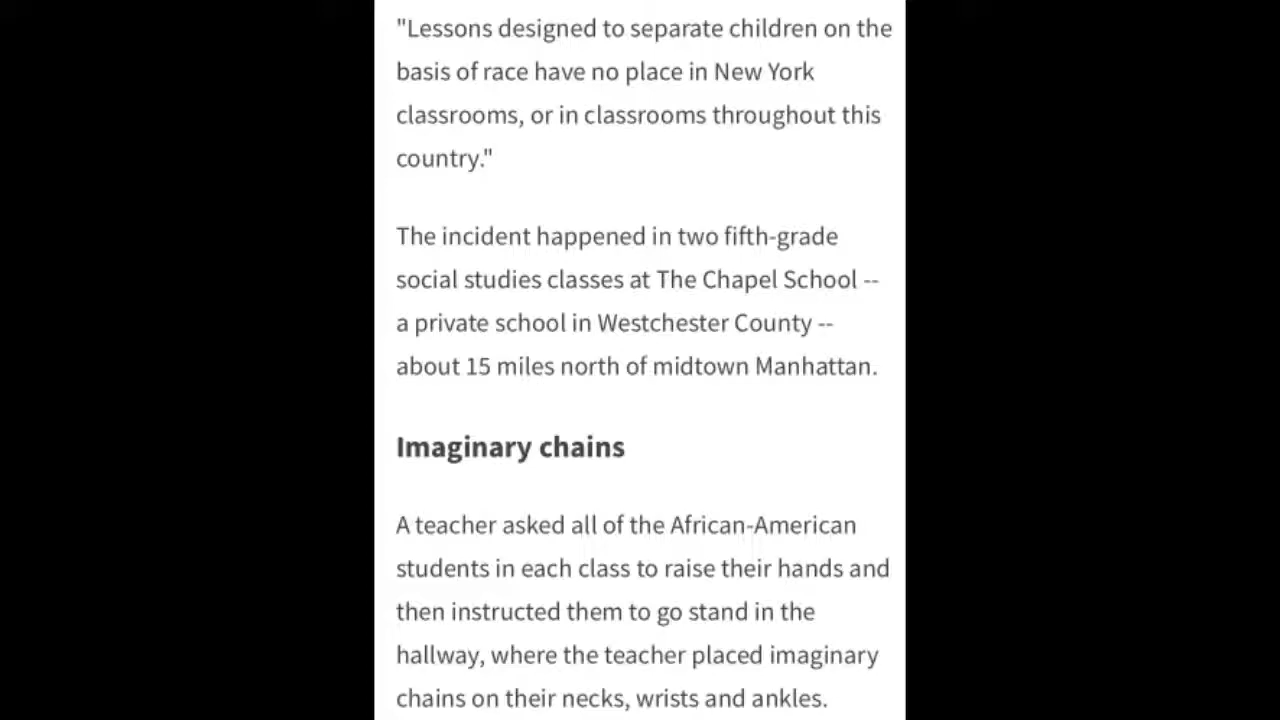 "Lessons designed to separate children on the
basis of race have no place in New York
classrooms, or in classrooms throughout this
country."
The incident happened in two fifth-grade
social studies classes at The Chapel School --
a private school in Westchester County --
about 15 miles north of midtown Manhattan.
Imaginary chains
A teacher asked all of the African-American
students in each class to raise their hands and
then instructed them to go stand in the
hallway, where the teacher placed imaginary
chains on their necks, wrists and ankles.